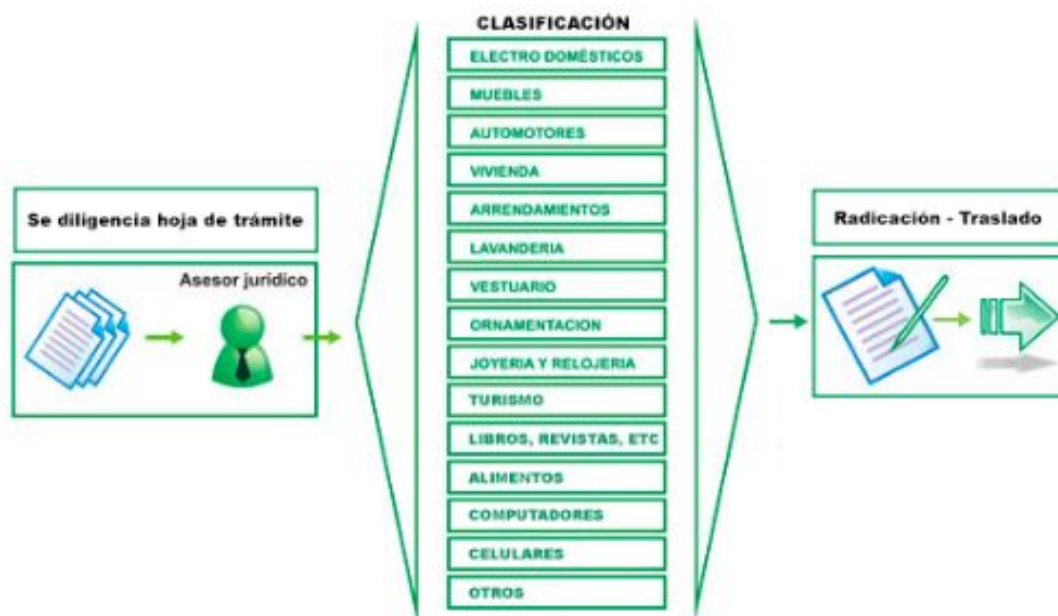 Se diligencia hoja de trámite
Asesor jurídico
CLASIFICACIÓN
ELECTRO DOMÉSTICOS
MUEBLES
AUTOMOTORES
VIVIENDA
ARRENDAMIENTOS
LAVANDERIA
VESTUARIO
ORNAMENTACION
JOYERIA Y RELOJERIA
TURISMO
LIBROS, REVISTAS, ETC
ALIMENTOS
COMPUTADORES
CELULARES
OTROS
Radicación - Traslado